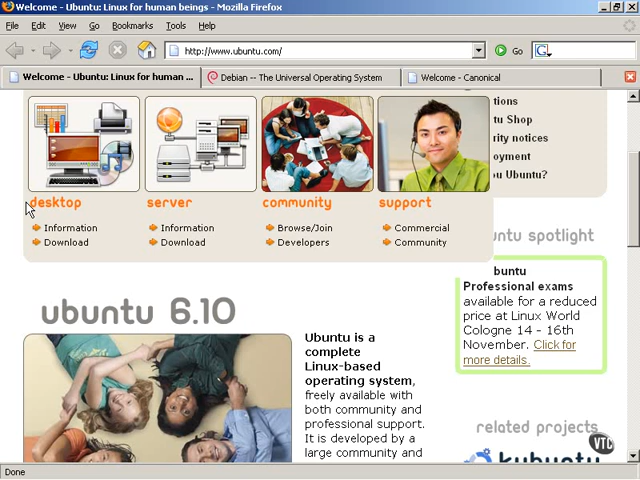 Welcome - Ubuntu: Linux for human beings - Mozilla Firefox
File Edit View Go Bookmarks Tools Help
http://www.ubuntu.com/ Go G
Welcome - Ubuntu: Linux for human ... Debian -- The Universal Operating System Welcome - Canonical
tions
tu Shop
rity notices
oyment
Ubuntu?
desktop server community support
Information Information Browse/Join Commercial
Download Download Developers Community
untu spotlight
buntu
Professional exams
available for a reduced
price at Linux World
Cologne 14 - 16th
November. Click for
more details.
ubuntu 6.10
Ubuntu is a
complete
Linux-based
operating system,
freely available with
both community and
professional support.
It is developed by a
large community and
related projects
kubuntu
VTC
Done